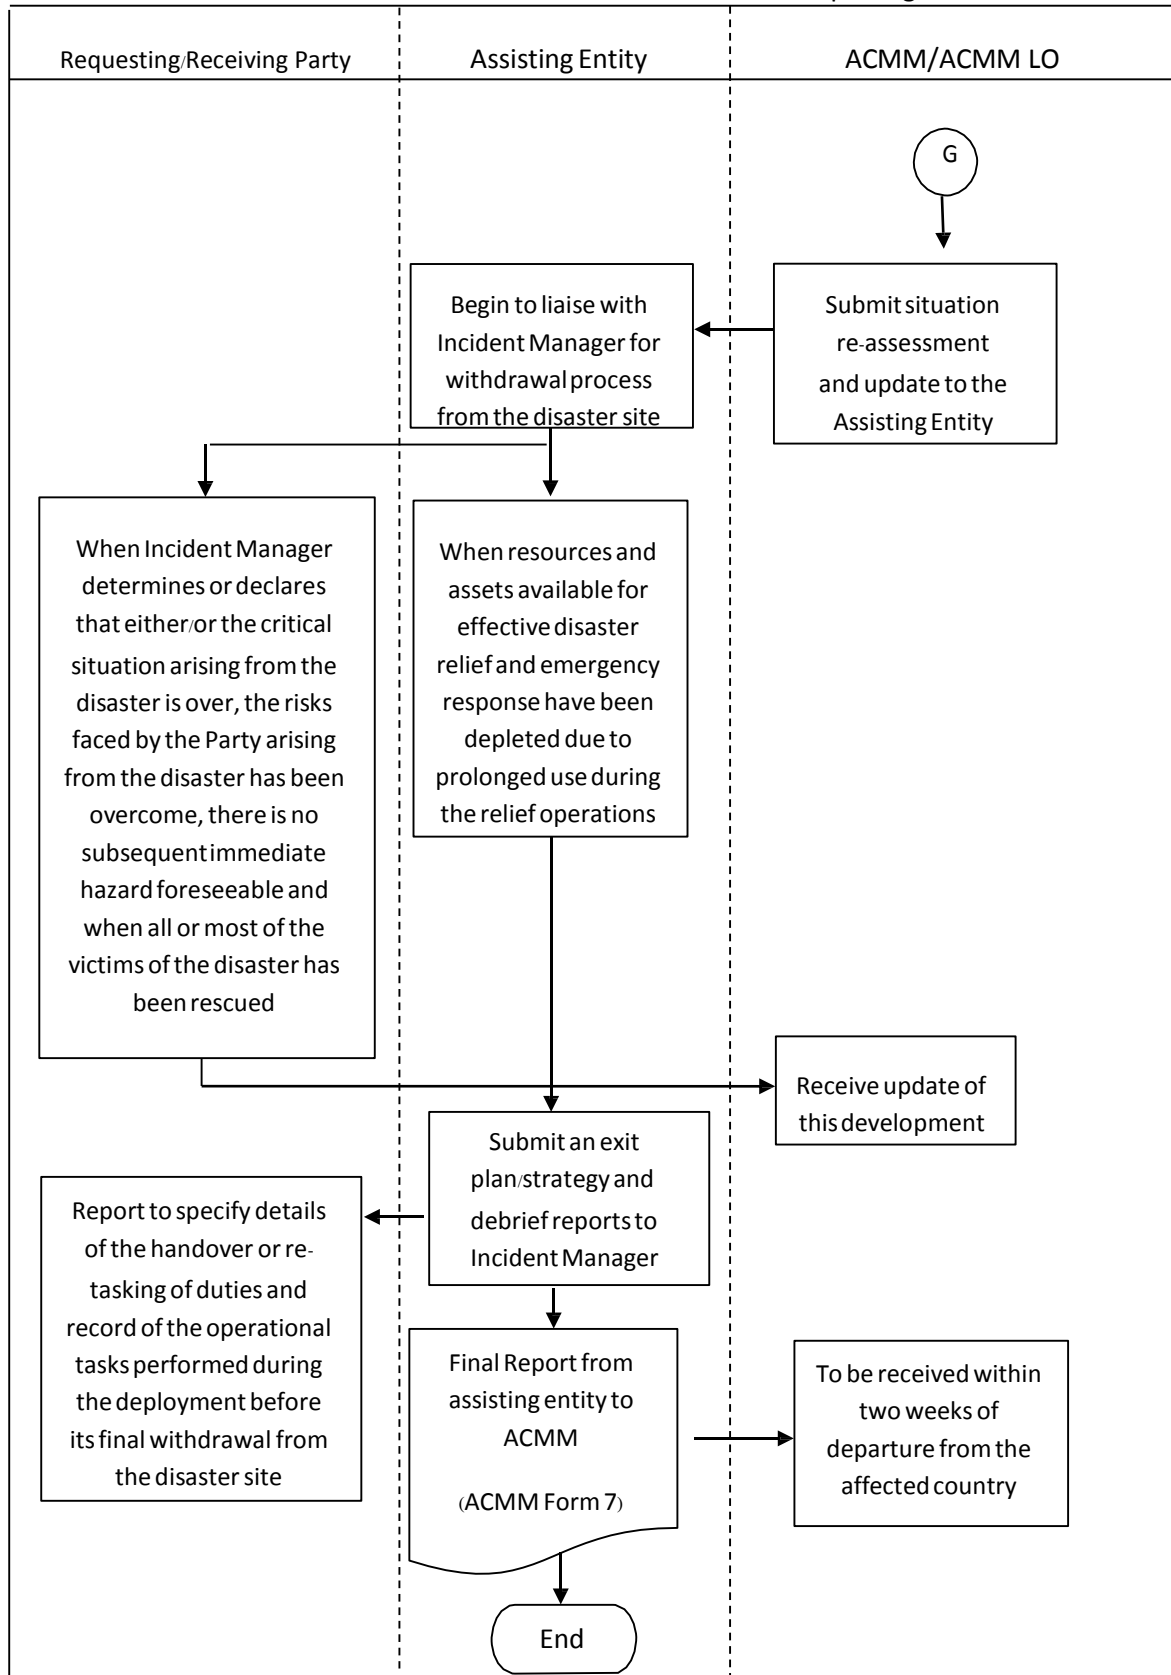 Requesting/Receiving Party
Assisting Entity
ACMM/ACMM LO
G
Submit situation
re-assessment
and update to the
Assisting Entity
Begin to liaise with
Incident Manager for
withdrawal process
from the disaster site
When Incident Manager
determines or declares
that either/or the critical
situation arising from the
disaster is over, the risks
faced by the Party arising
from the disaster has been
overcome, there is no
subsequent immediate
hazard foreseeable and
when all or most of the
victims of the disaster has
been rescued
When resources and
assets available for
effective disaster
relief and emergency
response have been
depleted due to
prolonged use during
the relief operations
Receive update of
this development
Submit an exit
plan/strategy and
debrief reports to
Incident Manager
Report to specify details
of the handover or re-
tasking of duties and
record of the operational
tasks performed during
the deployment before
its final withdrawal from
the disaster site
Final Report from
assisting entity to
ACMM
(ACMM Form 7)
To be received within
two weeks of
departure from the
affected country
End